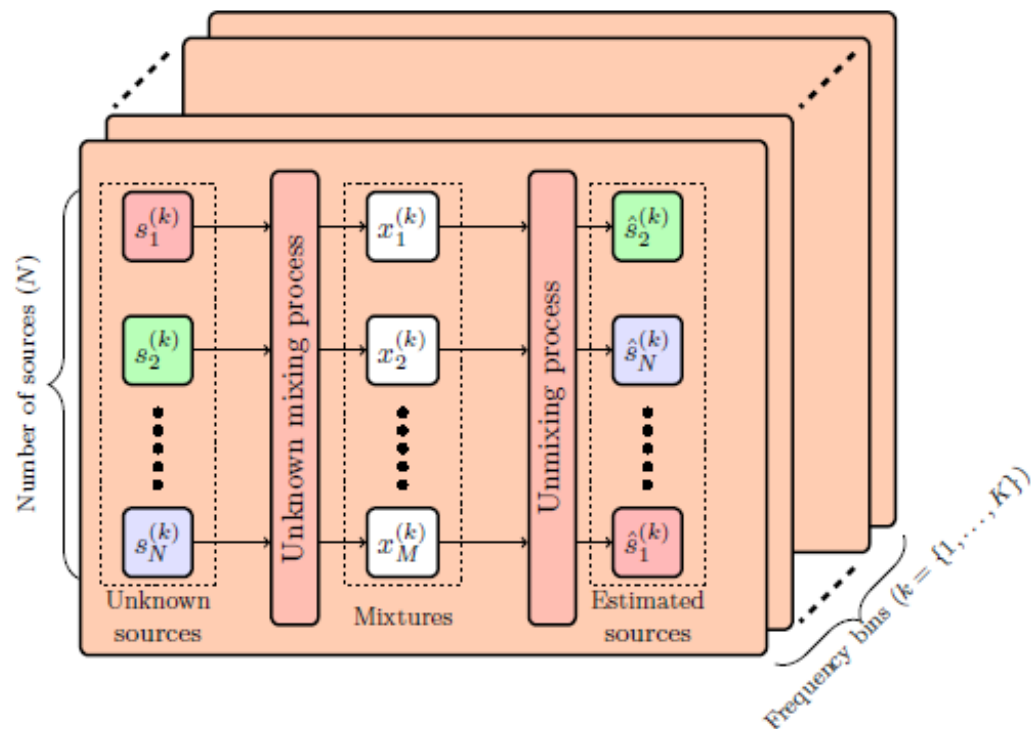 Number of sources (N)
s_1^{(k)}
s_2^{(k)}
s_N^{(k)}
Unknown
sources
Unknown mixing process
x_1^{(k)}
x_2^{(k)}
x_M^{(k)}
Mixtures
Unmixing process
ŝ_2^{(k)}
ŝ_N^{(k)}
ŝ_1^{(k)}
Estimated
sources
Frequency bins (k = {1, ⋯, K})